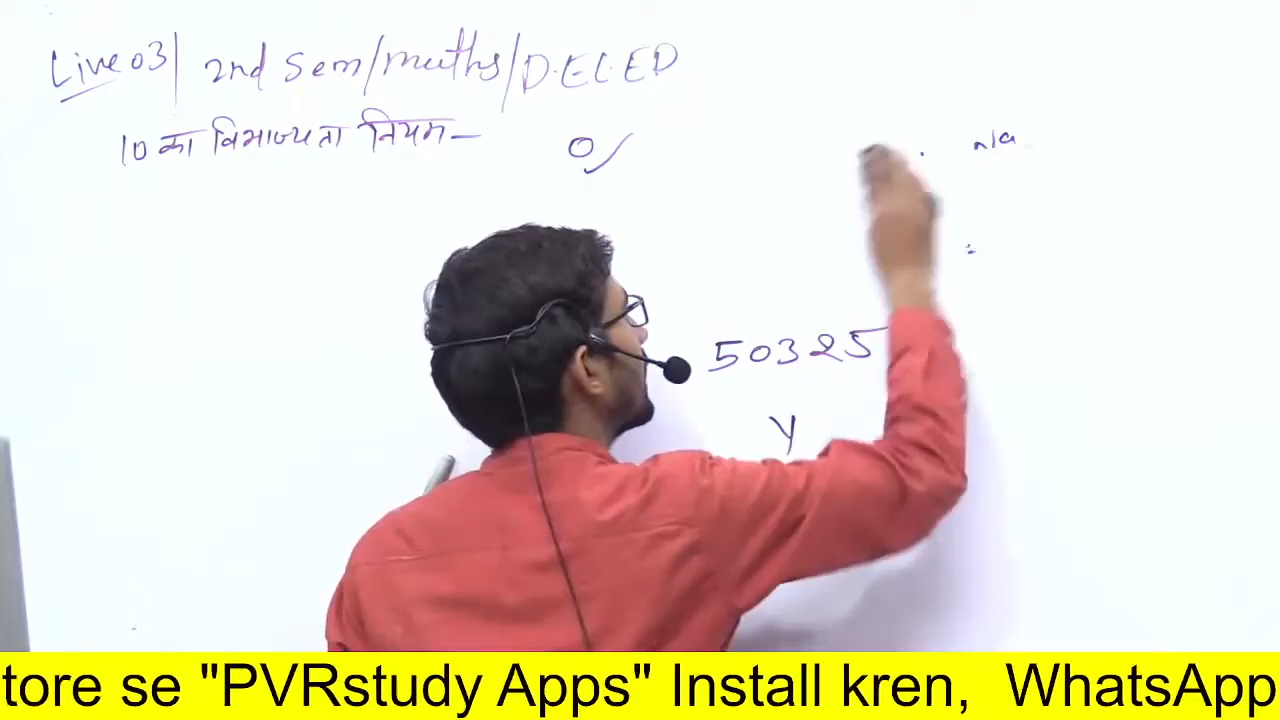 Live 03| 2nd Sem/Maths/D.EL.ED
10 का विभाज्यता नियम–
0
50325
y
tore se "PVRstudy Apps" Install kren, WhatsApp